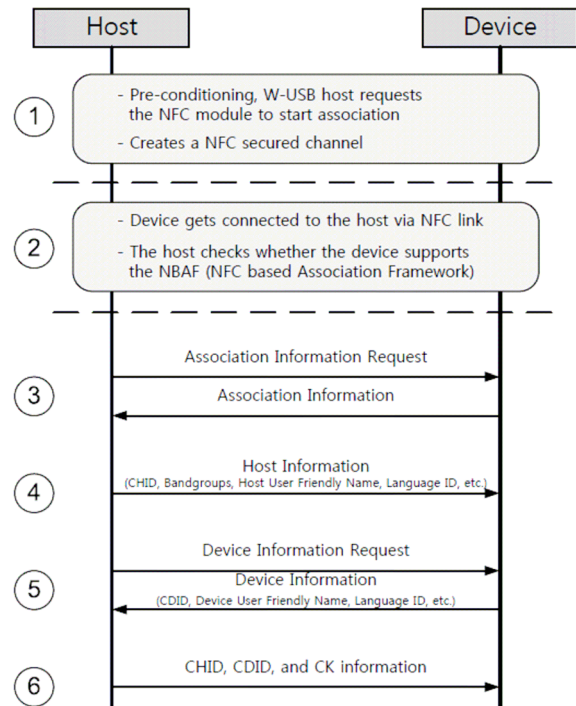 Host
Device
1
- Pre-conditioning, W-USB host requests
the NFC module to start association
- Creates a NFC secured channel
2
- Device gets connected to the host via NFC link
- The host checks whether the device supports
the NBAF (NFC based Association Framework)
3
Association Information Request
Association Information
4
Host Information
(CHID, Bandgroups, Host User Friendly Name, Language ID, etc.)
5
Device Information Request
Device Information
(CDID, Device User Friendly Name, Language ID, etc.)
6
CHID, CDID, and CK information